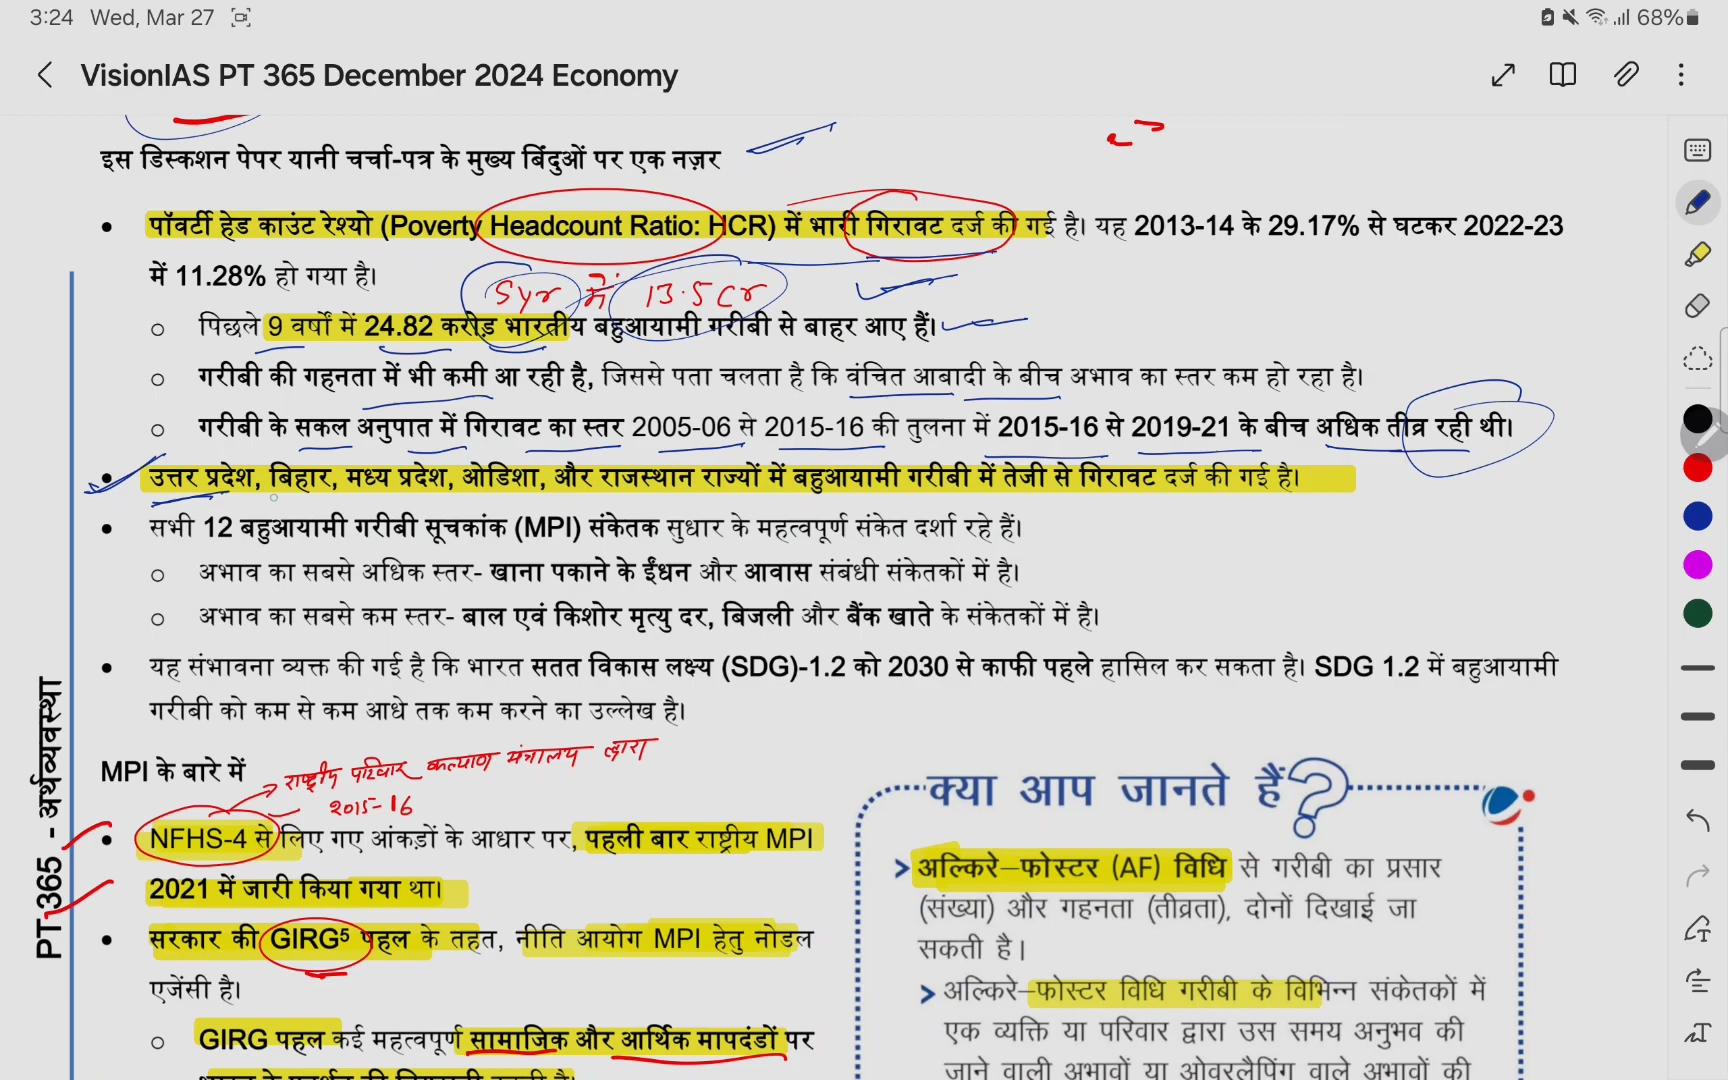 3:24 Wed, Mar 27
68%
VisionIAS PT 365 December 2024 Economy
इस डिस्कशन पेपर यानी चर्चा-पत्र के मुख्य बिंदुओं पर एक नज़र
• पॉवर्टी हेड काउंट रेश्यो (Poverty Headcount Ratio: HCR) में भारी गिरावट दर्ज की गई है। यह 2013-14 के 29.17% से घटकर 2022-23
में 11.28% हो गया है।
5yr में 13.5 Cr
○ पिछले 9 वर्षों में 24.82 करोड़ भारतीय बहुआयामी गरीबी से बाहर आए हैं।
○ गरीबी की गहनता में भी कमी आ रही है, जिससे पता चलता है कि वंचित आबादी के बीच अभाव का स्तर कम हो रहा है।
○ गरीबी के सकल अनुपात में गिरावट का स्तर 2005-06 से 2015-16 की तुलना में 2015-16 से 2019-21 के बीच अधिक तीव्र रही थी।
• उत्तर प्रदेश, बिहार, मध्य प्रदेश, ओडिशा, और राजस्थान राज्यों में बहुआयामी गरीबी में तेजी से गिरावट दर्ज की गई है।
• सभी 12 बहुआयामी गरीबी सूचकांक (MPI) संकेतक सुधार के महत्वपूर्ण संकेत दर्शा रहे हैं।
○ अभाव का सबसे अधिक स्तर- खाना पकाने के ईंधन और आवास संबंधी संकेतकों में है।
○ अभाव का सबसे कम स्तर- बाल एवं किशोर मृत्यु दर, बिजली और बैंक खाते के संकेतकों में है।
• यह संभावना व्यक्त की गई है कि भारत सतत विकास लक्ष्य (SDG)-1.2 को 2030 से काफी पहले हासिल कर सकता है। SDG 1.2 में बहुआयामी
गरीबी को कम से कम आधे तक कम करने का उल्लेख है।
MPI के बारे में
राष्ट्रीय परिवार कल्याण मंत्रालय द्वारा
2015-16
• NFHS-4 से लिए गए आंकड़ों के आधार पर, पहली बार राष्ट्रीय MPI
2021 में जारी किया गया था।
• सरकार की GIRG⁵ पहल के तहत, नीति आयोग MPI हेतु नोडल
एजेंसी है।
○ GIRG पहल कई महत्वपूर्ण सामाजिक और आर्थिक मापदंडों पर
क्या आप जानते हैं?
> अल्किरे–फोस्टर (AF) विधि से गरीबी का प्रसार
(संख्या) और गहनता (तीव्रता), दोनों दिखाई जा
सकती है।
> अल्किरे–फोस्टर विधि गरीबी के विभिन्न संकेतकों में
एक व्यक्ति या परिवार द्वारा उस समय अनुभव की
जाने वाली अभावों या ओवरलैपिंग वाले अभावों की
PT 365 - अर्थव्यवस्था